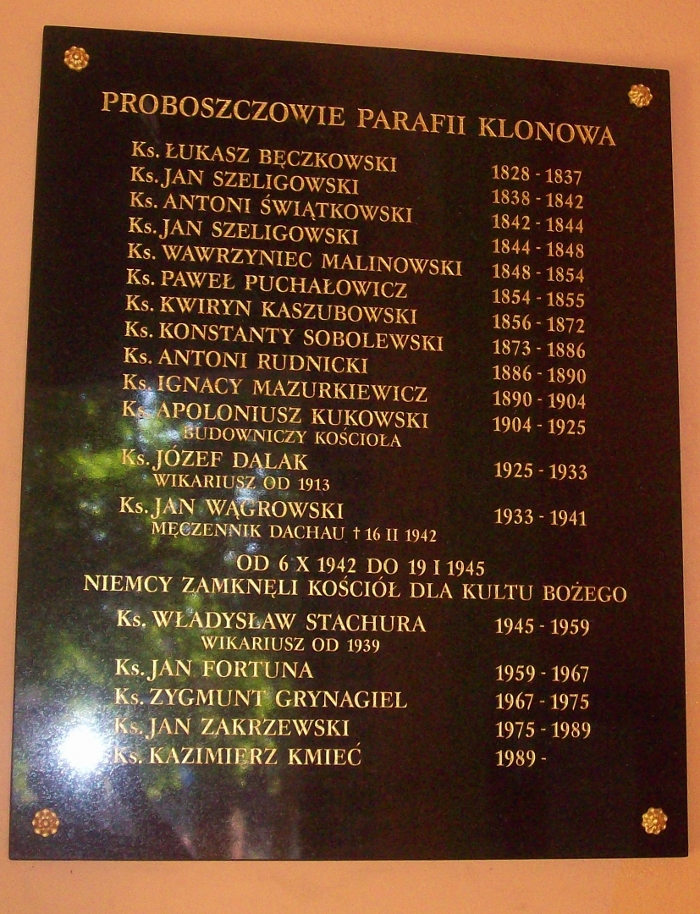 PROBOSZCZOWIE PARAFII KLONOWA
Ks. ŁUKASZ BĘCZKOWSKI 1828 - 1837
Ks. JAN SZELIGOWSKI 1838 - 1842
Ks. ANTONI ŚWIĄTKOWSKI 1842 - 1844
Ks. JAN SZELIGOWSKI 1844 - 1848
Ks. WAWRZYNIEC MALINOWSKI 1848 - 1854
Ks. PAWEŁ PUCHAŁOWICZ 1854 - 1855
Ks. KWIRYN KASZUBOWSKI 1856 - 1872
Ks. KONSTANTY SOBOLEWSKI 1873 - 1886
Ks. ANTONI RUDNICKI 1886 - 1890
Ks. IGNACY MAZURKIEWICZ 1890 - 1904
Ks. APOLONIUSZ KUKOWSKI 1904 - 1925
BUDOWNICZY KOŚCIOŁA
Ks. JÓZEF DALAK 1925 - 1933
WIKARIUSZ OD 1913
Ks. JAN WĄGROWSKI 1933 - 1941
MĘCZENNIK DACHAU † 16 II 1942
OD 6 X 1942 DO 19 I 1945
NIEMCY ZAMKNĘLI KOŚCIÓŁ DLA KULTU BOŻEGO
Ks. WŁADYSŁAW STACHURA 1945 - 1959
WIKARIUSZ OD 1939
Ks. JAN FORTUNA 1959 - 1967
Ks. ZYGMUNT GRYNAGIEL 1967 - 1975
Ks. JAN ZAKRZEWSKI 1975 - 1989
Ks. KAZIMIERZ KMIEĆ 1989 -